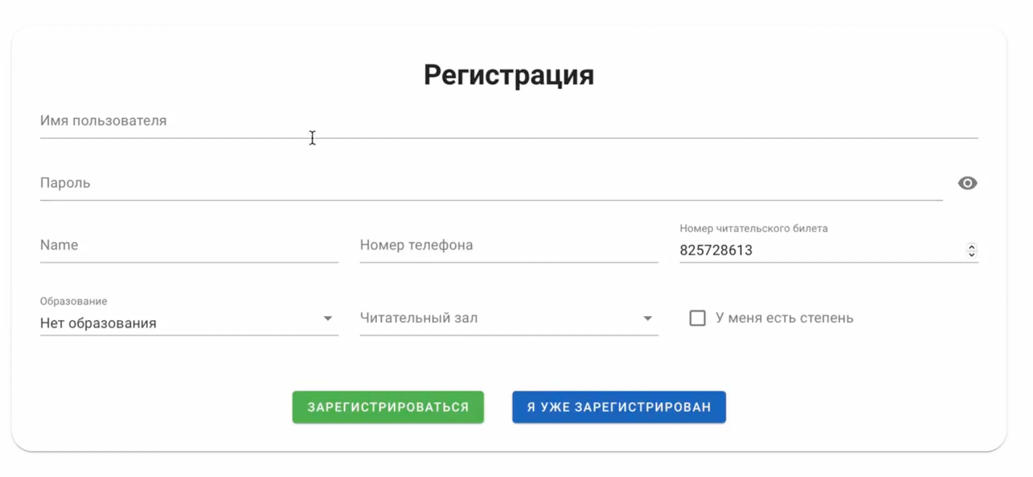 Регистрация
Имя пользователя
Пароль
Name
Номер телефона
Номер читательского билета
825728613
Образование
Нет образования
Читательный зал
У меня есть степень
ЗАРЕГИСТРИРОВАТЬСЯ
Я УЖЕ ЗАРЕГИСТРИРОВАН